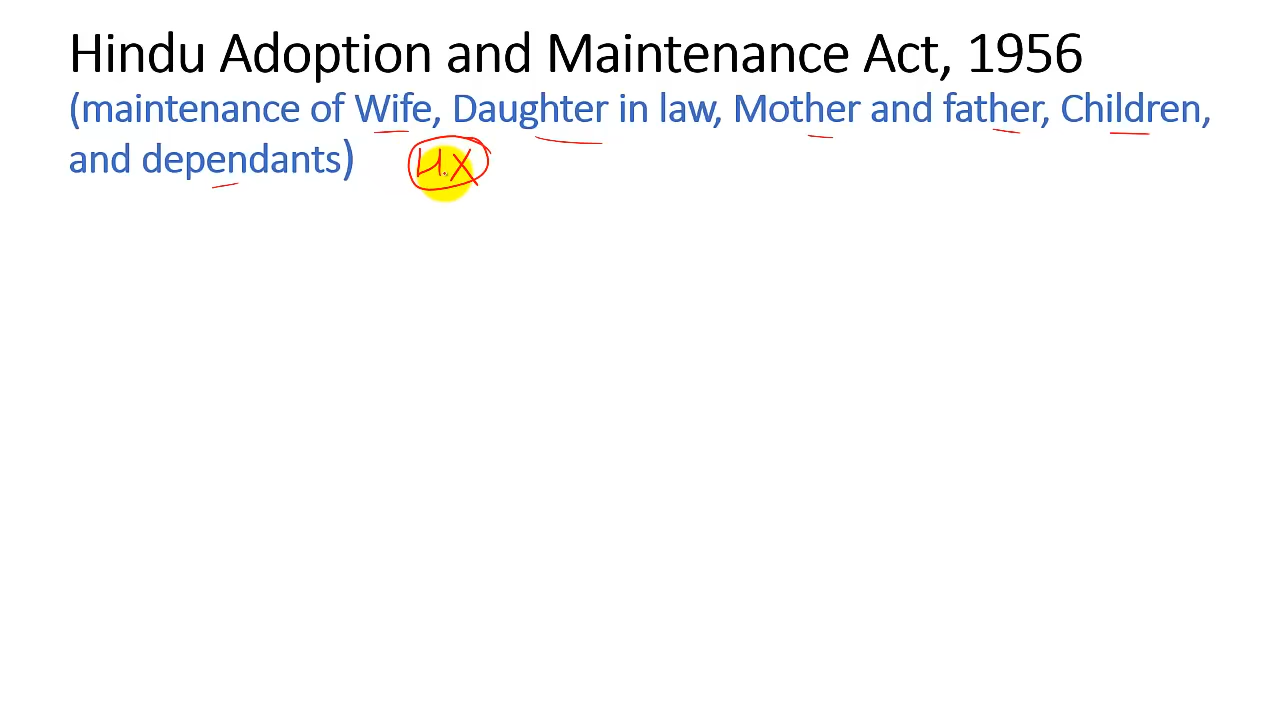 Hindu Adoption and Maintenance Act, 1956
(maintenance of Wife, Daughter in law, Mother and father, Children,
and dependants)